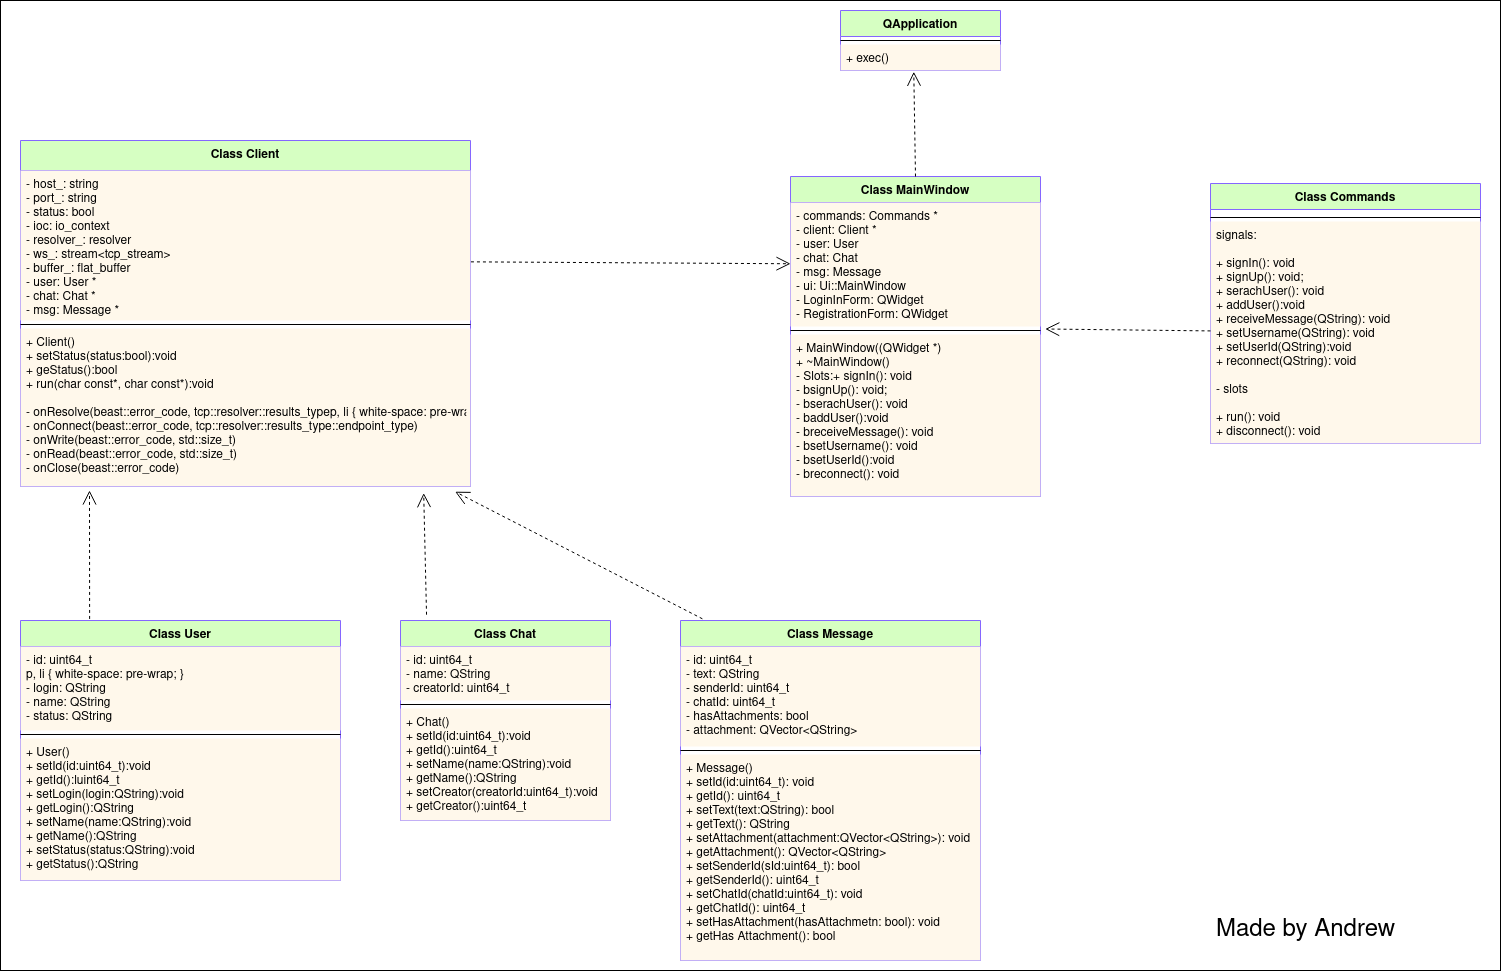 QApplication
+ exec()
Class Client
- host_: string
- port_: string
- status: bool
- ioc: io_context
- resolver_: resolver
- ws_: stream<tcp_stream>
- buffer_: flat_buffer
- user: User *
- chat: Chat *
- msg: Message *
+ Client()
+ setStatus(status:bool):void
+ geStatus():bool
+ run(char const*, char const*):void
- onResolve(beast::error_code, tcp::resolver::results_typep, li { white-space: pre-wra
- onConnect(beast::error_code, tcp::resolver::results_type::endpoint_type)
- onWrite(beast::error_code, std::size_t)
- onRead(beast::error_code, std::size_t)
- onClose(beast::error_code)
Class MainWindow
- commands: Commands *
- client: Client *
- user: User
- chat: Chat
- msg: Message
- ui: Ui::MainWindow
- LoginInForm: QWidget
- RegistrationForm: QWidget
+ MainWindow((QWidget *)
+ ~MainWindow()
- Slots:+ signIn(): void
- bsignUp(): void;
- bserachUser(): void
- baddUser():void
- breceiveMessage(): void
- bsetUsername(): void
- bsetUserId():void
- breconnect(): void
Class Commands
signals:
+ signIn(): void
+ signUp(): void;
+ serachUser(): void
+ addUser():void
+ receiveMessage(QString): void
+ setUsername(QString): void
+ setUserId(QString):void
+ reconnect(QString): void
- slots
+ run(): void
+ disconnect(): void
Class User
- id: uint64_t
p, li { white-space: pre-wrap; }
- login: QString
- name: QString
- status: QString
+ User()
+ setId(id:uint64_t):void
+ getId():luint64_t
+ setLogin(login:QString):void
+ getLogin():QString
+ setName(name:QString):void
+ getName():QString
+ setStatus(status:QString):void
+ getStatus():QString
Class Chat
- id: uint64_t
- name: QString
- creatorId: uint64_t
+ Chat()
+ setId(id:uint64_t):void
+ getId():uint64_t
+ setName(name:QString):void
+ getName():QString
+ setCreator(creatorId:uint64_t):void
+ getCreator():uint64_t
Class Message
- id: uint64_t
- text: QString
- senderId: uint64_t
- chatId: uint64_t
- hasAttachments: bool
- attachment: QVector<QString>
+ Message()
+ setId(id:uint64_t): void
+ getId(): uint64_t
+ setText(text:QString): bool
+ getText(): QString
+ setAttachment(attachment:QVector<QString>): void
+ getAttachment(): QVector<QString>
+ setSenderId(sId:uint64_t): bool
+ getSenderId(): uint64_t
+ setChatId(chatId:uint64_t): void
+ getChatId(): uint64_t
+ setHasAttachment(hasAttachmetn: bool): void
+ getHas Attachment(): bool
Made by Andrew